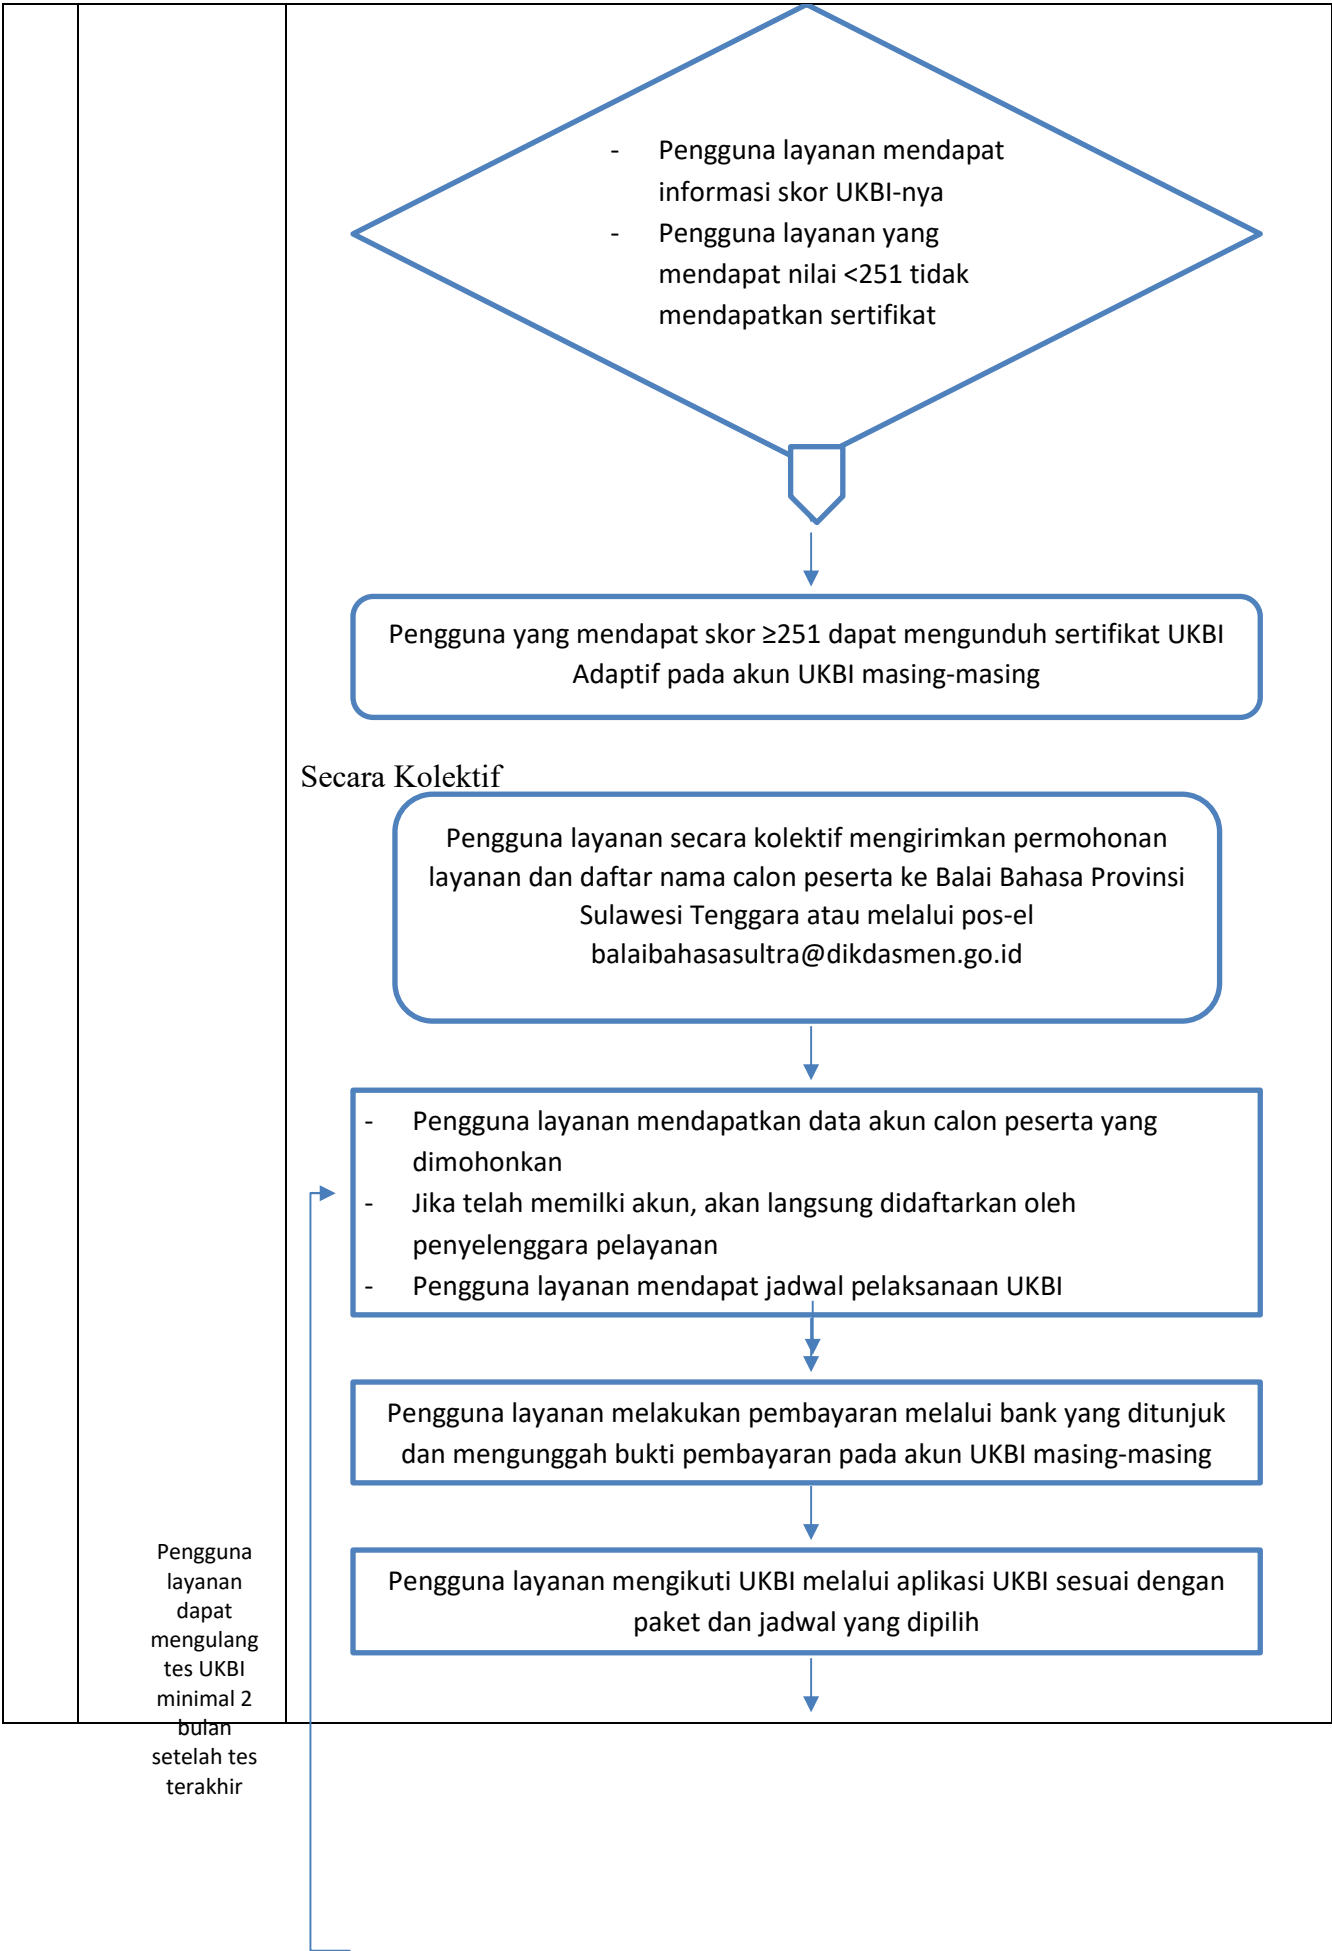 - Pengguna layanan mendapat
informasi skor UKBI-nya
- Pengguna layanan yang
mendapat nilai <251 tidak
mendapatkan sertifikat
Pengguna yang mendapat skor ≥251 dapat mengunduh sertifikat UKBI
Adaptif pada akun UKBI masing-masing
Secara Kolektif
Pengguna layanan secara kolektif mengirimkan permohonan
layanan dan daftar nama calon peserta ke Balai Bahasa Provinsi
Sulawesi Tenggara atau melalui pos-el
balaibahasasultra@dikdasmen.go.id
- Pengguna layanan mendapatkan data akun calon peserta yang
dimohonkan
- Jika telah memilki akun, akan langsung didaftarkan oleh
penyelenggara pelayanan
- Pengguna layanan mendapat jadwal pelaksanaan UKBI
Pengguna layanan melakukan pembayaran melalui bank yang ditunjuk
dan mengunggah bukti pembayaran pada akun UKBI masing-masing
Pengguna layanan mengikuti UKBI melalui aplikasi UKBI sesuai dengan
paket dan jadwal yang dipilih
Pengguna
layanan
dapat
mengulang
tes UKBI
minimal 2
bulan
setelah tes
terakhir